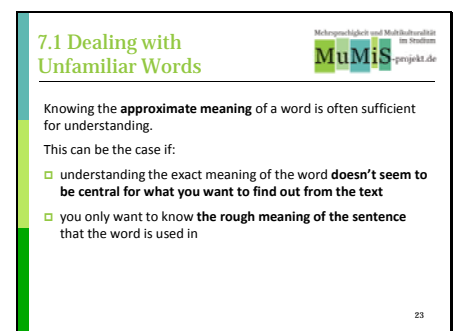 7.1 Dealing with
Unfamiliar Words
Mehrsprachigkeit und Multikulturalität
im Studium
MuMiS-projekt.de
Knowing the approximate meaning of a word is often sufficient
for understanding.
This can be the case if:
understanding the exact meaning of the word doesn’t seem to
be central for what you want to find out from the text
you only want to know the rough meaning of the sentence
that the word is used in
23